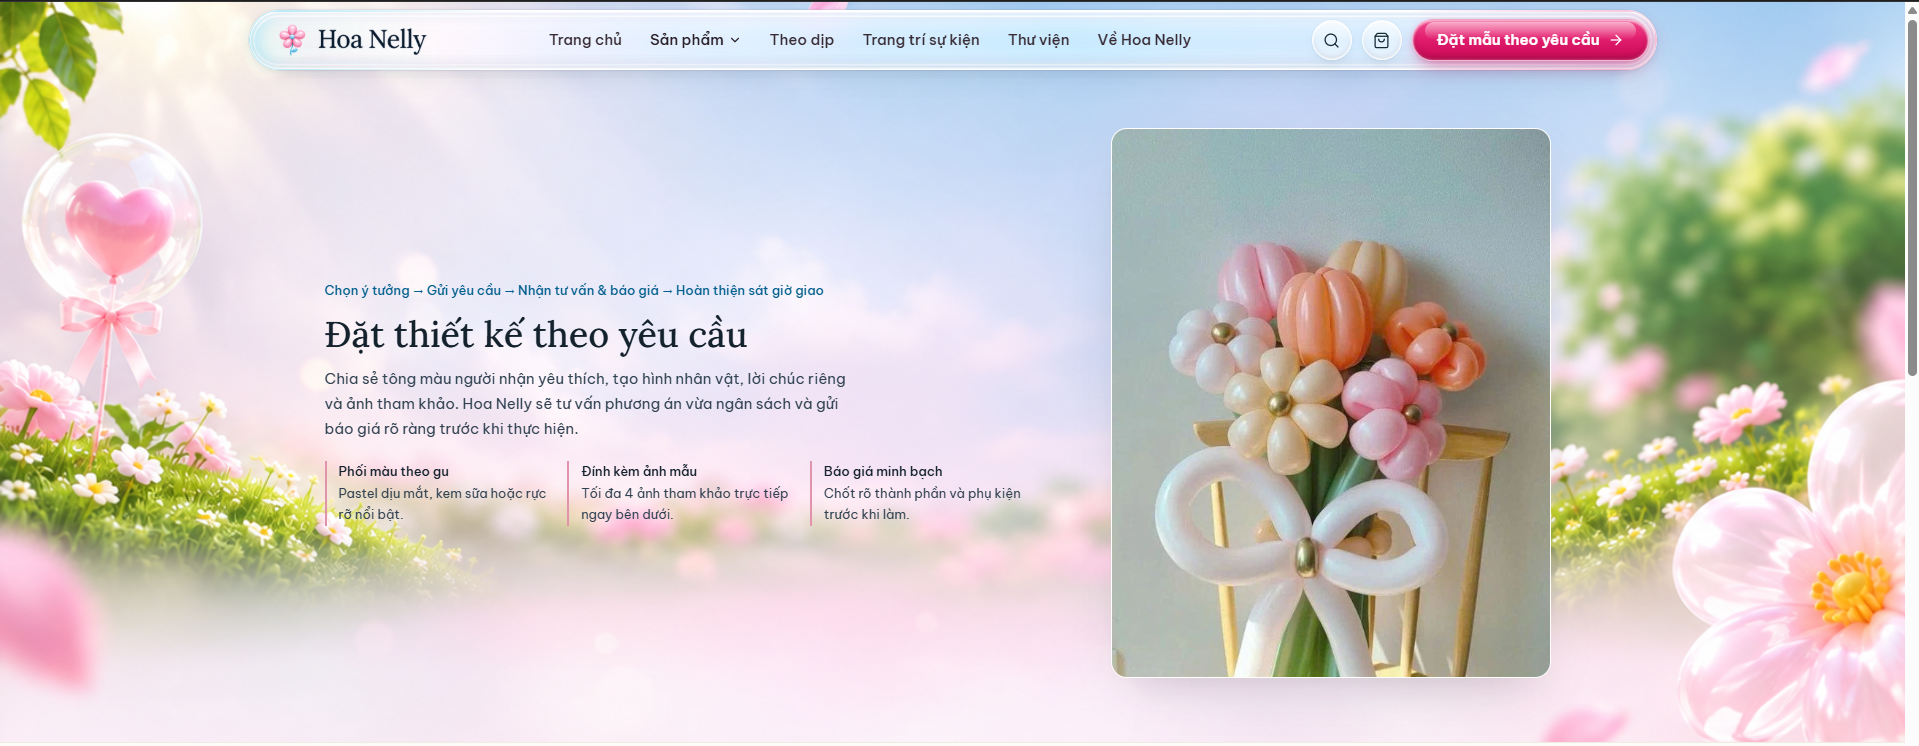 Hoa Nelly
Trang chủ
Sản phẩm
Theo dịp
Trang trí sự kiện
Thư viện
Về Hoa Nelly
Đặt mẫu theo yêu cầu →
Chọn ý tưởng → Gửi yêu cầu → Nhận tư vấn & báo giá → Hoàn thiện sát giờ giao
Đặt thiết kế theo yêu cầu
Chia sẻ tông màu người nhận yêu thích, tạo hình nhân vật, lời chúc riêng
và ảnh tham khảo. Hoa Nelly sẽ tư vấn phương án vừa ngân sách và gửi
báo giá rõ ràng trước khi thực hiện.
Phối màu theo gu
Pastel dịu mắt, kem sữa hoặc rực
rỡ nổi bật.
Đính kèm ảnh mẫu
Tối đa 4 ảnh tham khảo trực tiếp
ngay bên dưới.
Báo giá minh bạch
Chốt rõ thành phần và phụ kiện
trước khi làm.